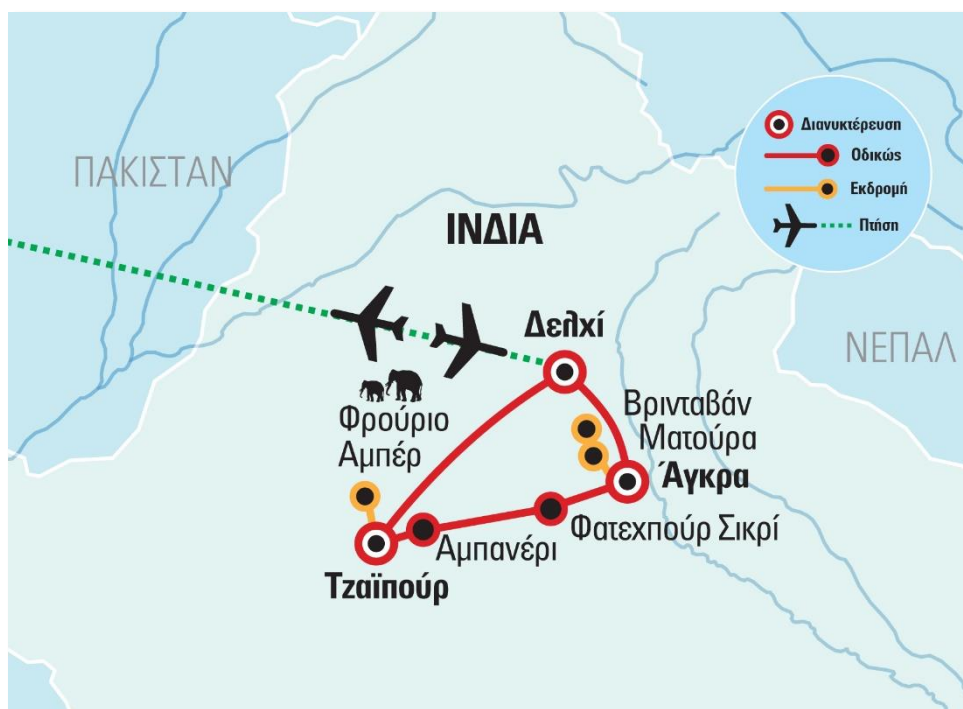 Διανυκτέρευση
Οδικώς
Εκδρομή
Πτήση
ΠΑΚΙΣΤΑΝ
ΙΝΔΙΑ
ΝΕΠΑΛ
Δελχί
Φρούριο
Αμπέρ
Βρινταβάν
Ματούρα
Άγκρα
Φατεχπούρ Σικρί
Αμπανέρι
Τζαϊπούρ